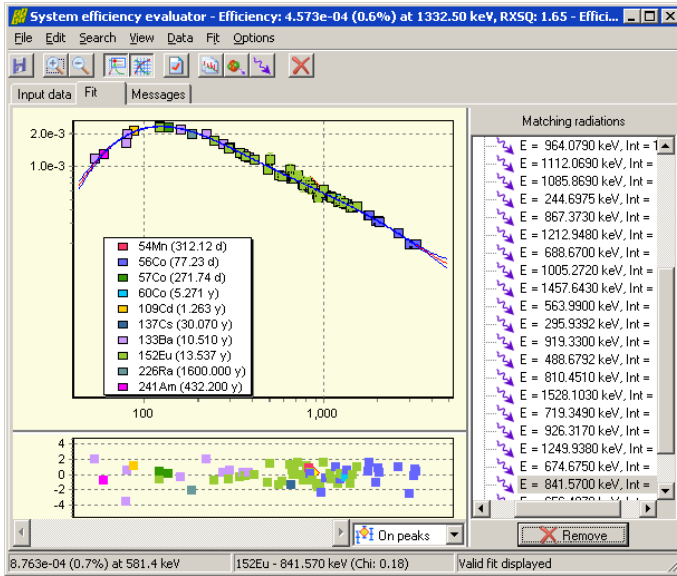 System efficiency evaluator - Efficiency: 4.573e-04 (0.6%) at 1332.50 keV, RXSQ: 1.65 - Effici...
File Edit Search View Data Fit Options
Input data Fit Messages
Matching radiations
2.0e-3
1.0e-3
54Mn (312.12 d)
56Co (77.23 d)
57Co (271.74 d)
60Co (5.271 y)
109Cd (1.263 y)
137Cs (30.070 y)
133Ba (10.510 y)
152Eu (13.537 y)
226Ra (1600.000 y)
241Am (432.200 y)
100 1,000
4
2
0
-2
-4
E = 964.0790 keV, Int = 1
E = 1112.0690 keV, Int =
E = 1085.8690 keV, Int =
E = 244.6975 keV, Int =
E = 867.3730 keV, Int =
E = 1212.9480 keV, Int =
E = 688.6700 keV, Int =
E = 1005.2720 keV, Int =
E = 1457.6430 keV, Int =
E = 563.9900 keV, Int =
E = 295.9392 keV, Int =
E = 919.3300 keV, Int =
E = 488.6792 keV, Int =
E = 810.4510 keV, Int =
E = 1528.1030 keV, Int =
E = 719.3490 keV, Int =
E = 926.3170 keV, Int =
E = 1249.9380 keV, Int =
E = 674.6750 keV, Int =
E = 841.5700 keV, Int =
On peaks
Remove
8.763e-04 (0.7%) at 581.4 keV
152Eu - 841.570 keV (Chi: 0.18)
Valid fit displayed